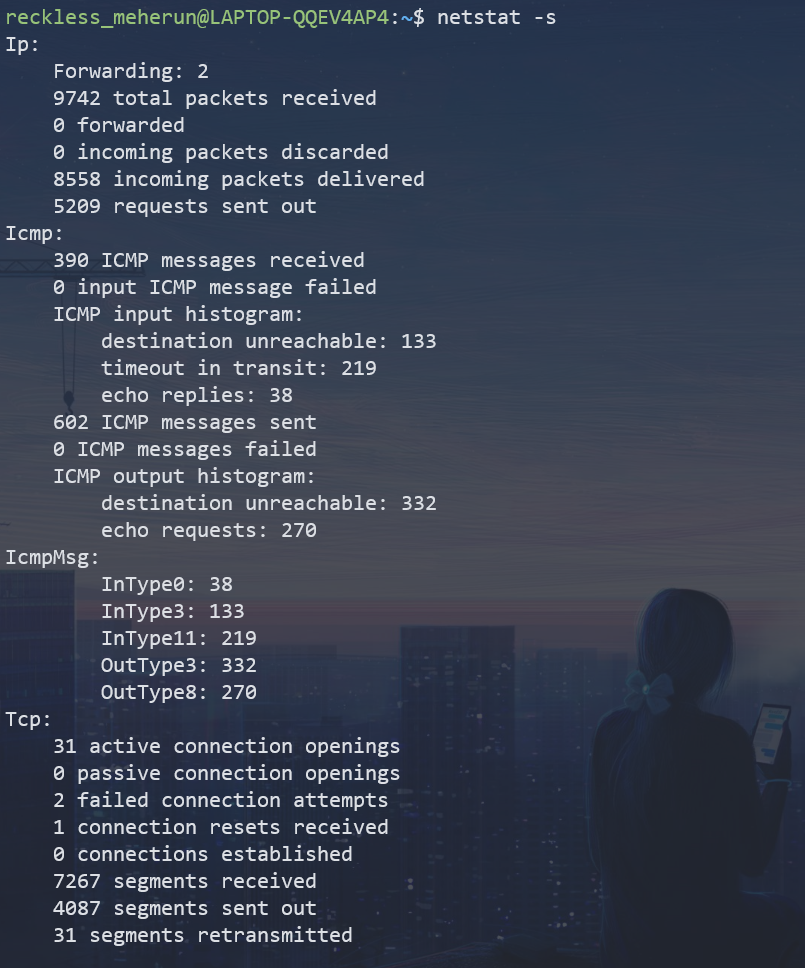 reckless_meherun@LAPTOP-QQEV4AP4:~$ netstat -s
Ip:
    Forwarding: 2
    9742 total packets received
    0 forwarded
    0 incoming packets discarded
    8558 incoming packets delivered
    5209 requests sent out
Icmp:
    390 ICMP messages received
    0 input ICMP message failed
    ICMP input histogram:
        destination unreachable: 133
        timeout in transit: 219
        echo replies: 38
    602 ICMP messages sent
    0 ICMP messages failed
    ICMP output histogram:
        destination unreachable: 332
        echo requests: 270
IcmpMsg:
        InType0: 38
        InType3: 133
        InType11: 219
        OutType3: 332
        OutType8: 270
Tcp:
    31 active connection openings
    0 passive connection openings
    2 failed connection attempts
    1 connection resets received
    0 connections established
    7267 segments received
    4087 segments sent out
    31 segments retransmitted